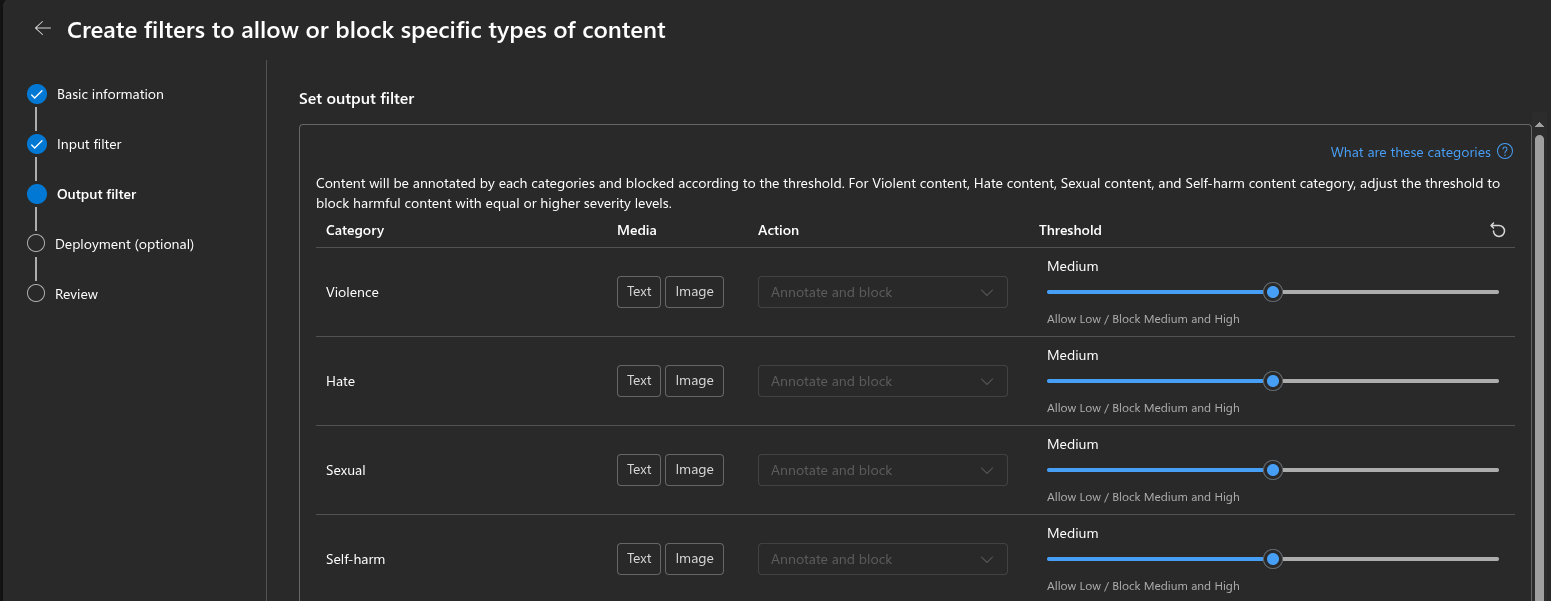 Create filters to allow or block specific types of content
Basic information
Input filter
Output filter
Deployment (optional)
Review
Set output filter
What are these categories
Content will be annotated by each categories and blocked according to the threshold. For Violent content, Hate content, Sexual content, and Self-harm content category, adjust the threshold to
block harmful content with equal or higher severity levels.
Category Media Action Threshold
Medium
Violence Text Image Annotate and block
Allow Low / Block Medium and High
Medium
Hate Text Image Annotate and block
Allow Low / Block Medium and High
Medium
Sexual Text Image Annotate and block
Allow Low / Block Medium and High
Medium
Self-harm Text Image Annotate and block
Allow Low / Block Medium and High